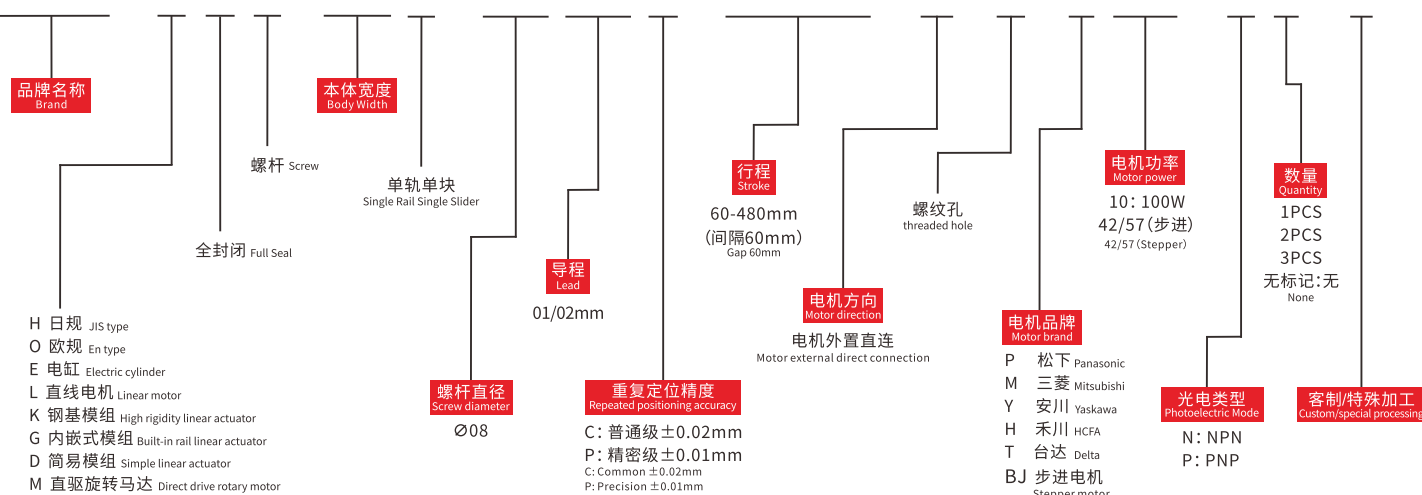 品牌名称
Brand
H 日规 JIS type
O 欧规 En type
E 电缸 Electric cylinder
L 直线电机 Linear motor
K 钢基模组 High rigidity linear actuator
G 内嵌式模组 Built-in rail linear actuator
D 简易模组 Simple linear actuator
M 直驱旋转马达 Direct drive rotary motor
全封闭 Full Seal
螺杆 Screw
本体宽度
Body Width
单轨单块
Single Rail Single Slider
螺杆直径
Screw diameter
Ø08
导程
Lead
01/02mm
重复定位精度
Repeated positioning accuracy
C：普通级±0.02mm
P：精密级±0.01mm
C: Common ±0.02mm
P: Precision ±0.01mm
行程
Stroke
60-480mm
（间隔60mm）
Gap 60mm
电机方向
Motor direction
电机外置直连
Motor external direct connection
螺纹孔
threaded hole
电机品牌
Motor brand
P 松下 Panasonic
M 三菱 Mitsubishi
Y 安川 Yaskawa
H 禾川 HCFA
T 台达 Delta
BJ 步进电机
Stepper motor
电机功率
Motor power
10：100W
42/57（步进）
42/57（Stepper）
光电类型
Photoelectric Mode
N：NPN
P：PNP
数量
Quantity
1PCS
2PCS
3PCS
无标记：无
None
客制/特殊加工
Custom/special processing